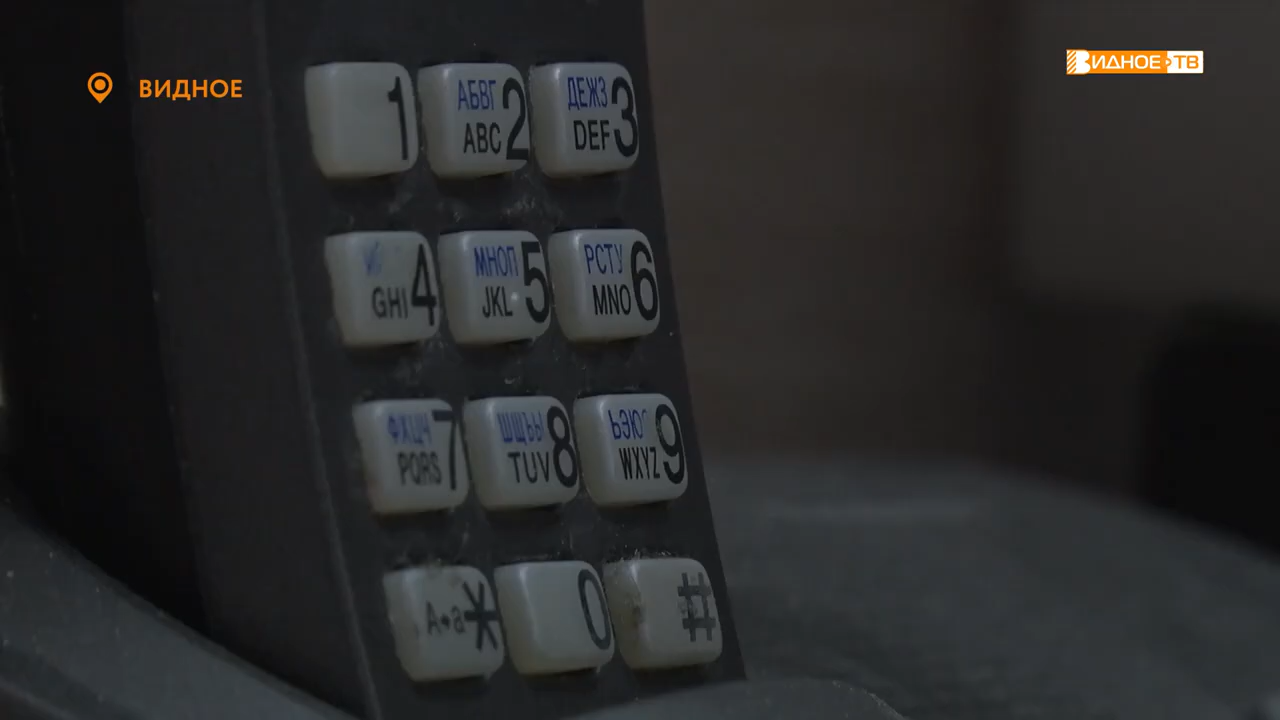 ВИДНОЕ
ВИДНОЕ ТВ
1
АБВГ
ABC 2
ДЕЖЗ
DEF 3
GHI 4
МНОП
JKL 5
РСТУ
MNO 6
ФХЦЧ
PQRS 7
ШЩЪЫ
TUV 8
ЬЭЮ
WXYZ 9
A→a *
0
#